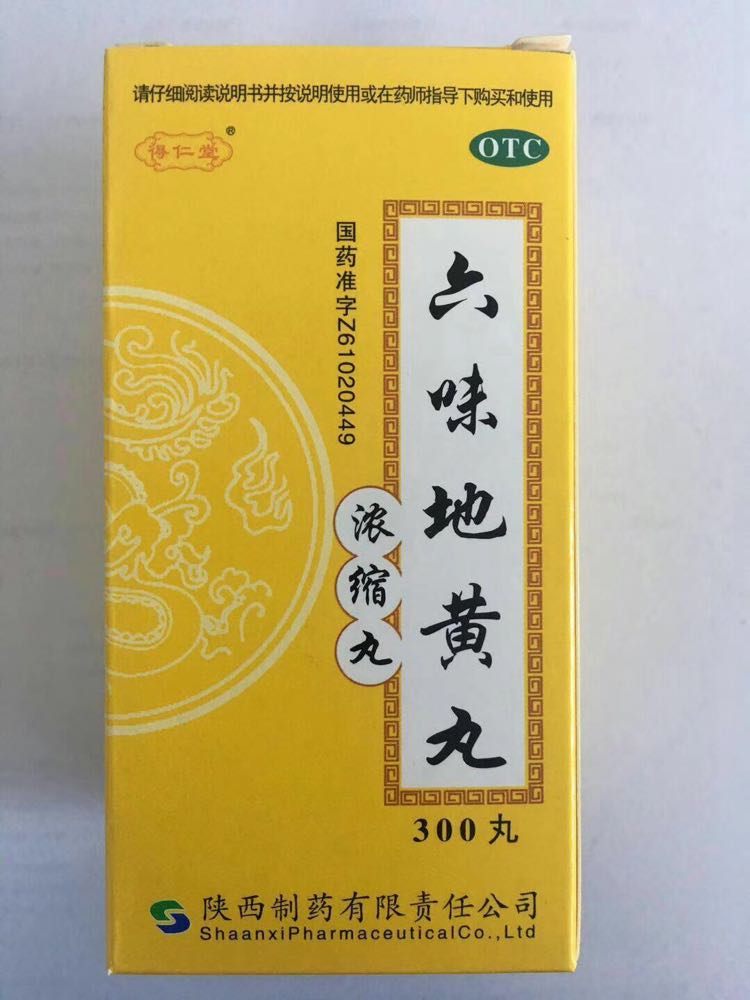 请仔细阅读说明书并按说明使用或在药师指导下购买和使用
得仁堂®
OTC
国药准字Z61020449
六味地黄丸
浓缩丸
300丸
陕西制药有限责任公司
ShaanxiPharmaceuticalCo.,Ltd